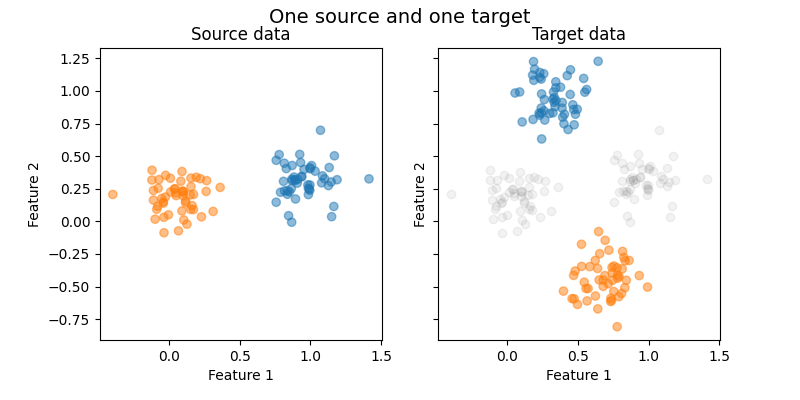 One source and one target
Source data
Target data
1.25
1.00
0.75
0.50
0.25
0.00
−0.25
−0.50
−0.75
Feature 2
Feature 2
0.0 0.5 1.0 1.5
0.0 0.5 1.0 1.5
Feature 1
Feature 1